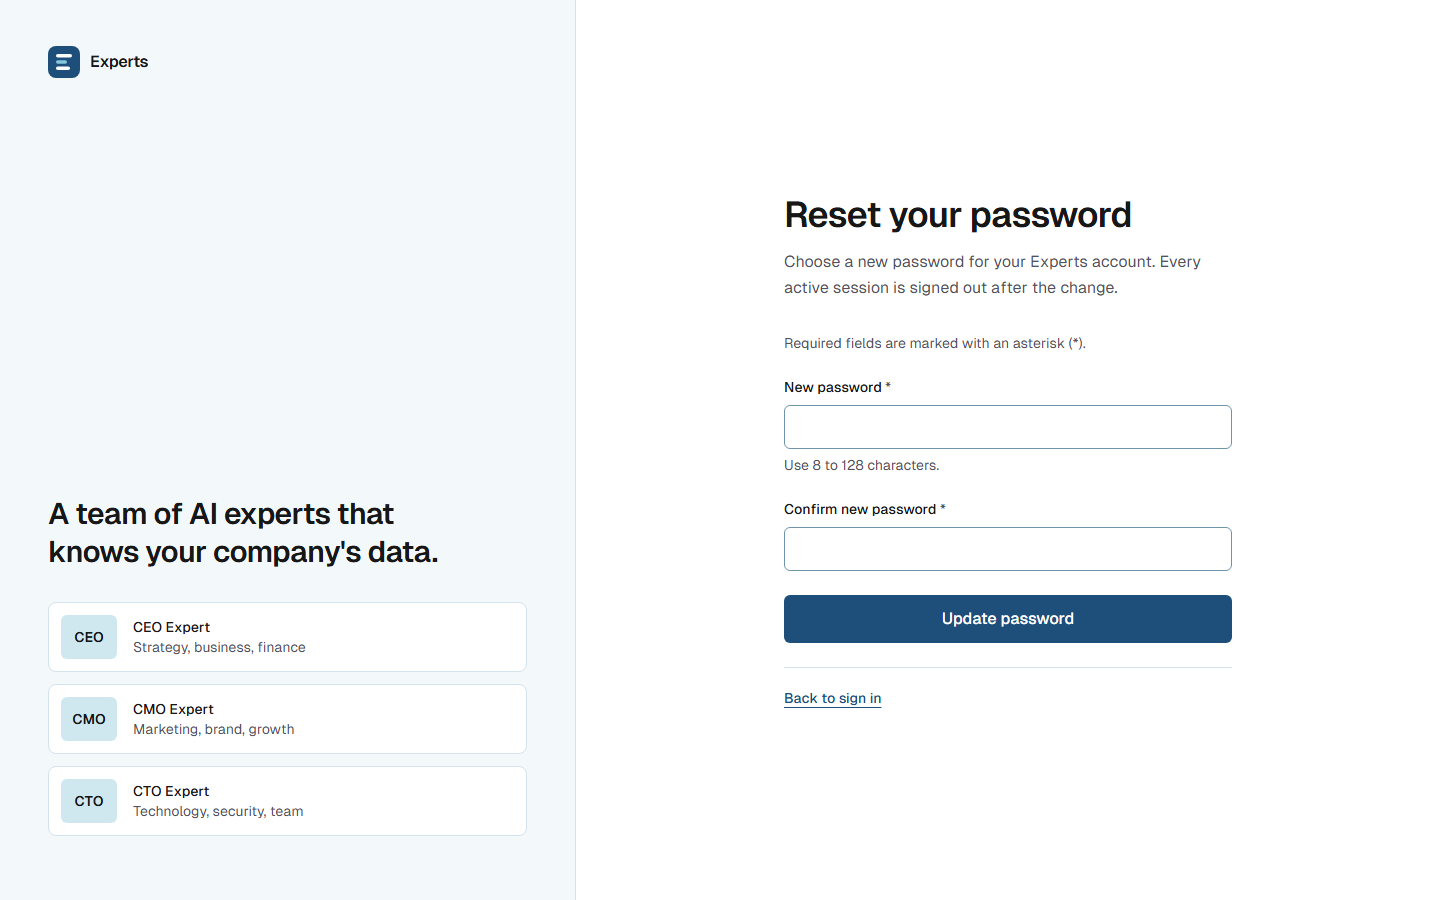 Experts
A team of AI experts that
knows your company's data.
CEO
CEO Expert
Strategy, business, finance
CMO
CMO Expert
Marketing, brand, growth
CTO
CTO Expert
Technology, security, team
Reset your password
Choose a new password for your Experts account. Every
active session is signed out after the change.
Required fields are marked with an asterisk (*).
New password *
Use 8 to 128 characters.
Confirm new password *
Update password
Back to sign in